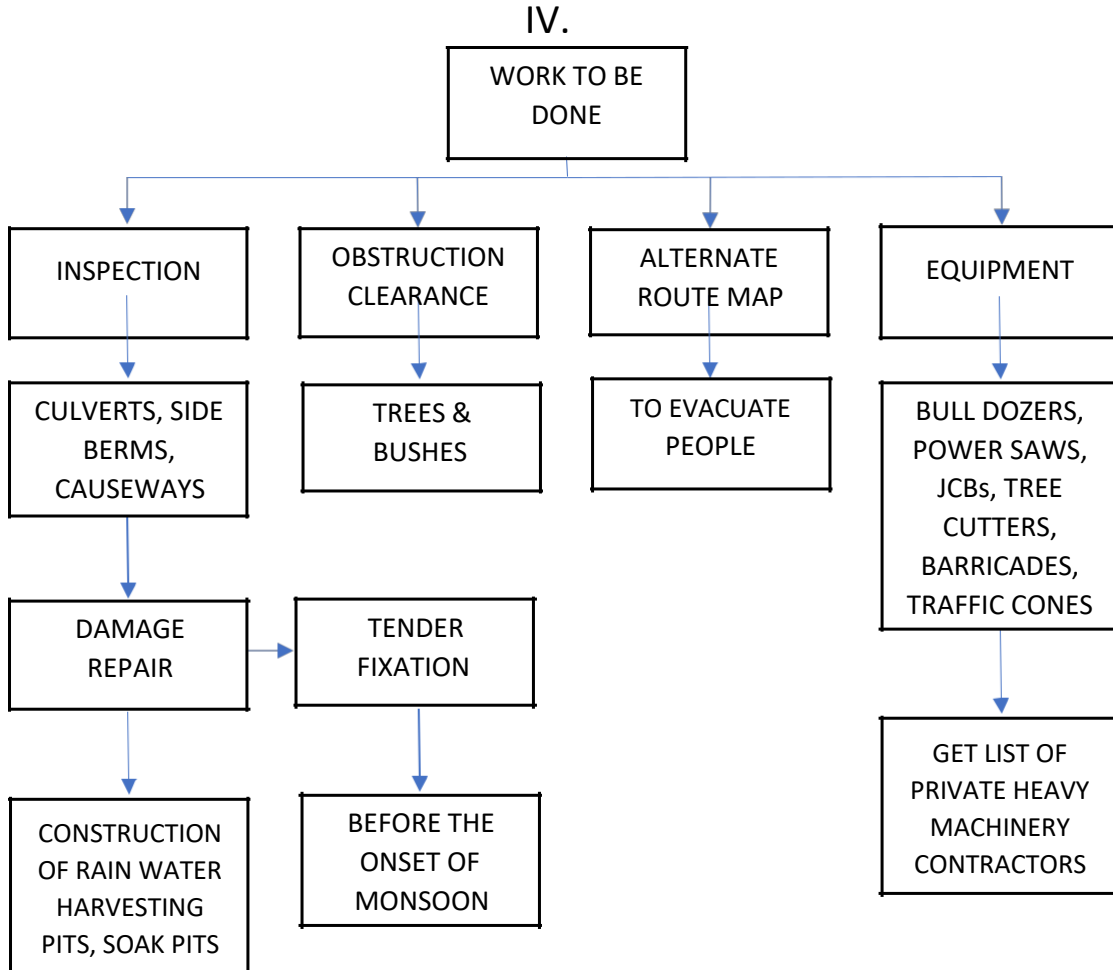 IV.
WORK TO BE
DONE
INSPECTION
OBSTRUCTION
CLEARANCE
ALTERNATE
ROUTE MAP
EQUIPMENT
CULVERTS, SIDE
BERMS,
CAUSEWAYS
TREES &
BUSHES
TO EVACUATE
PEOPLE
BULL DOZERS,
POWER SAWS,
JCBs, TREE
CUTTERS,
BARRICADES,
TRAFFIC CONES
DAMAGE
REPAIR
TENDER
FIXATION
GET LIST OF
PRIVATE HEAVY
MACHINERY
CONTRACTORS
CONSTRUCTION
OF RAIN WATER
HARVESTING
PITS, SOAK PITS
BEFORE THE
ONSET OF
MONSOON